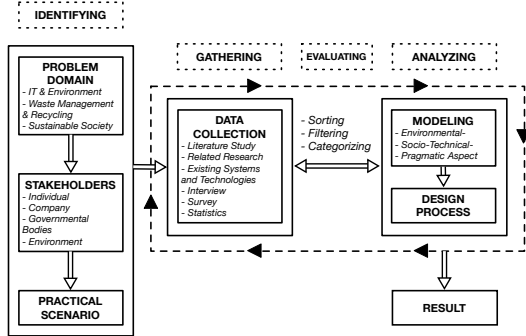 IDENTIFYING
PROBLEM
DOMAIN
- IT & Environment
- Waste Management
& Recycling
- Sustainable Society
STAKEHOLDERS
- Individual
- Company
- Governmental
Bodies
- Environment
PRACTICAL
SCENARIO
GATHERING
EVALUATING
ANALYZING
DATA
COLLECTION
- Literature Study
- Related Research
- Existing Systems
and Technologies
- Interview
- Survey
- Statistics
- Sorting
- Filtering
- Categorizing
MODELING
- Environmental-
- Socio-Technical-
- Pragmatic Aspect
DESIGN
PROCESS
RESULT